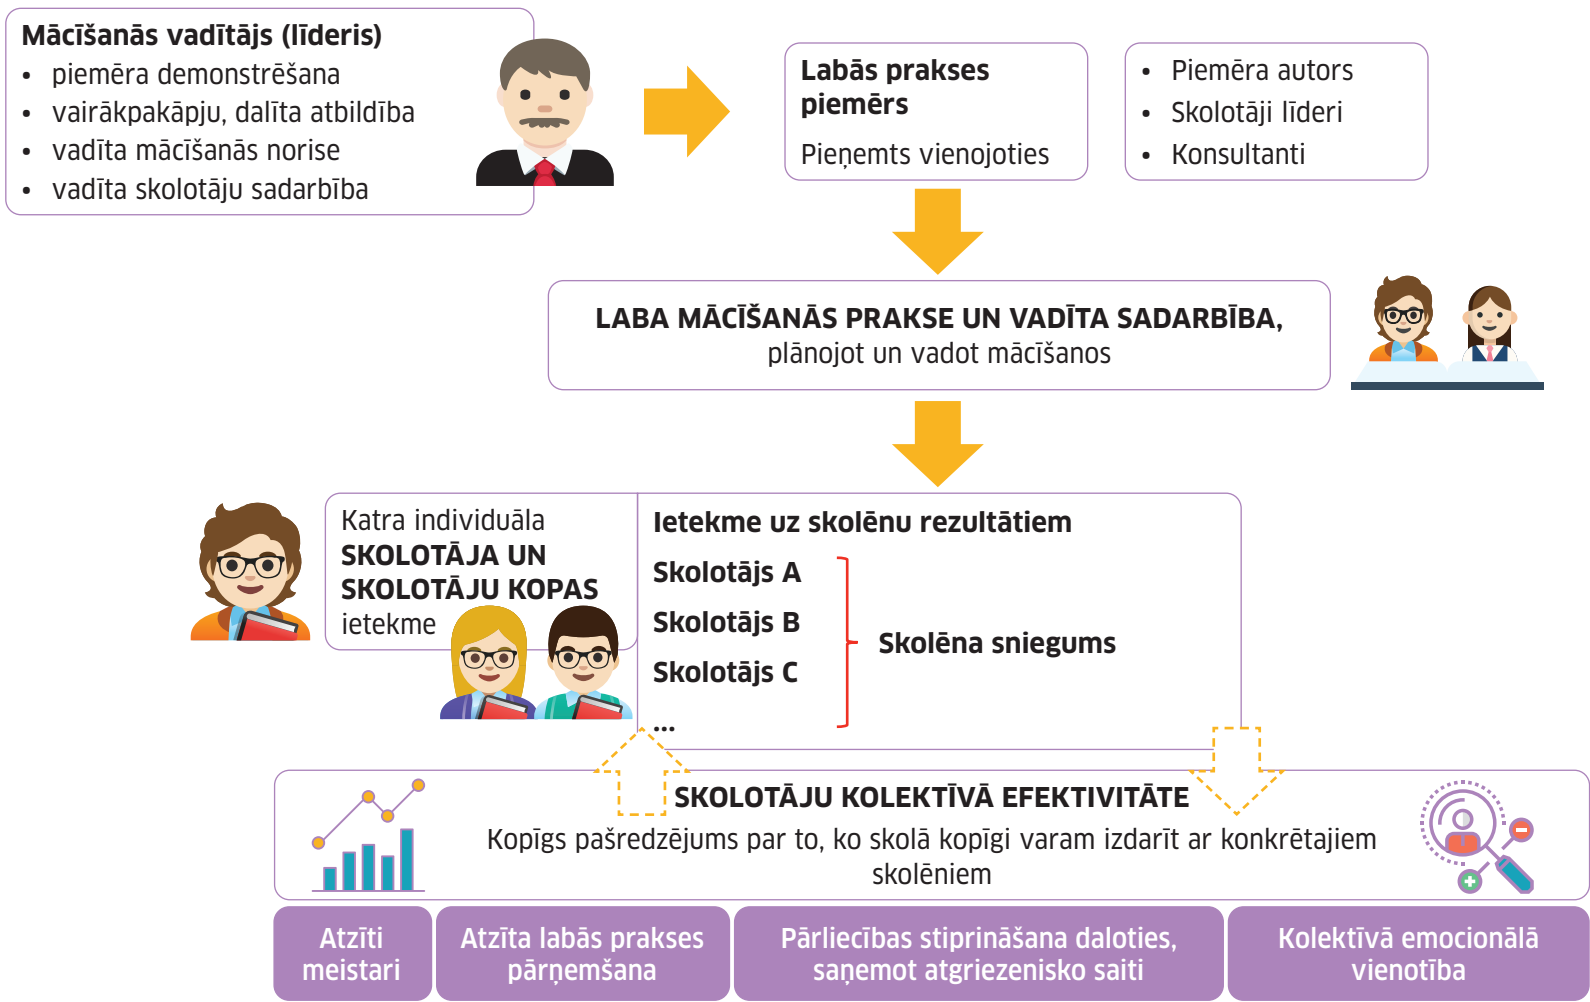 Mācīšanās vadītājs (līderis)
• piemēra demonstrēšana
• vairākpakāpju, dalīta atbildība
• vadīta mācīšanās norise
• vadīta skolotāju sadarbība
Labās prakses
piemērs
Pieņemts vienojoties
• Piemēra autors
• Skolotāji līderi
• Konsultanti
LABA MĀCĪŠANĀS PRAKSE UN VADĪTA SADARBĪBA,
plānojot un vadot mācīšanos
Katra individuāla
SKOLOTĀJA UN
SKOLOTĀJU KOPAS
ietekme
Ietekme uz skolēnu rezultātiem
Skolotājs A
Skolotājs B
Skolotājs C
...
Skolēna sniegums
SKOLOTĀJU KOLEKTĪVĀ EFEKTIVITĀTE
Kopīgs pašredzējums par to, ko skolā kopīgi varam izdarīt ar konkrētajiem
skolēniem
Atzīti
meistari
Atzīta labās prakses
pārņemšana
Pārliecības stiprināšana daloties,
saņemot atgriezenisko saiti
Kolektīvā emocionālā
vienotība